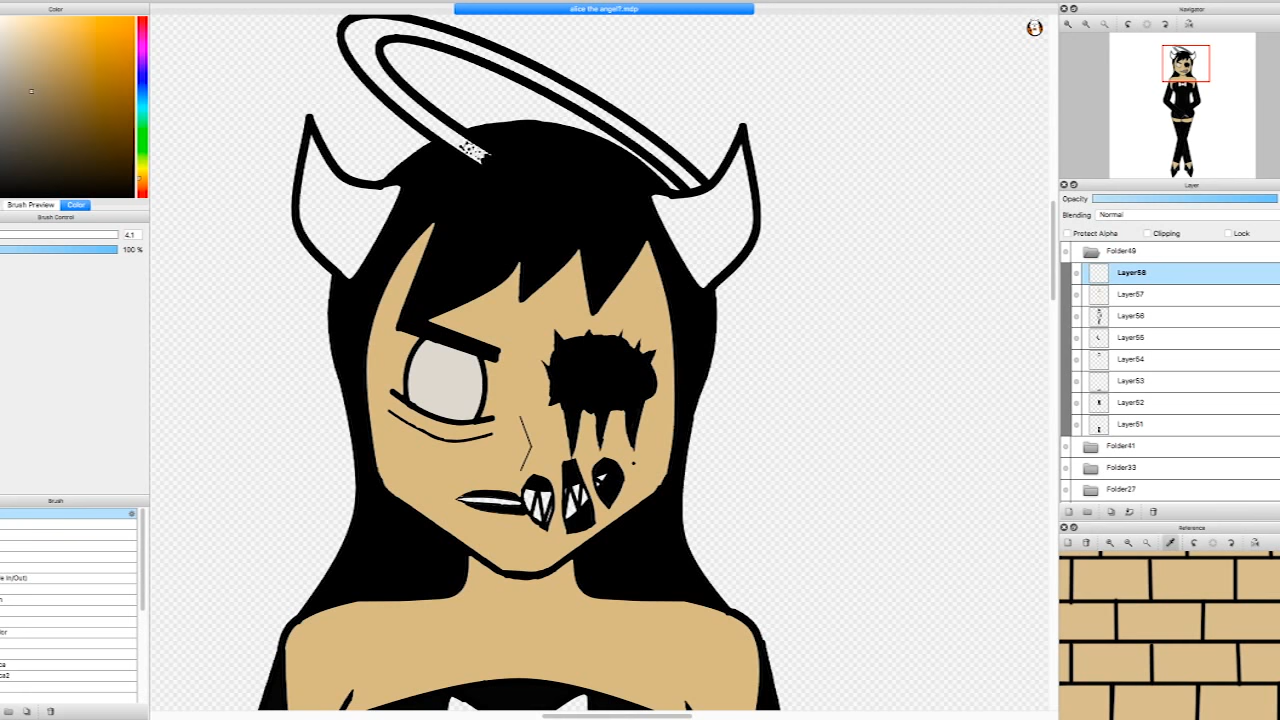 Color
alice the angel7.mdp
Navigator
Brush Preview
Color
Brush Control
4.1
100 %
Layer
Opacity
Blending
Normal
Protect Alpha
Clipping
Lock
Folder49
Layer58
Layer57
Layer56
Layer55
Layer54
Layer53
Layer52
Layer51
Folder41
Folder33
Folder27
Brush
Reference
e In/Out)